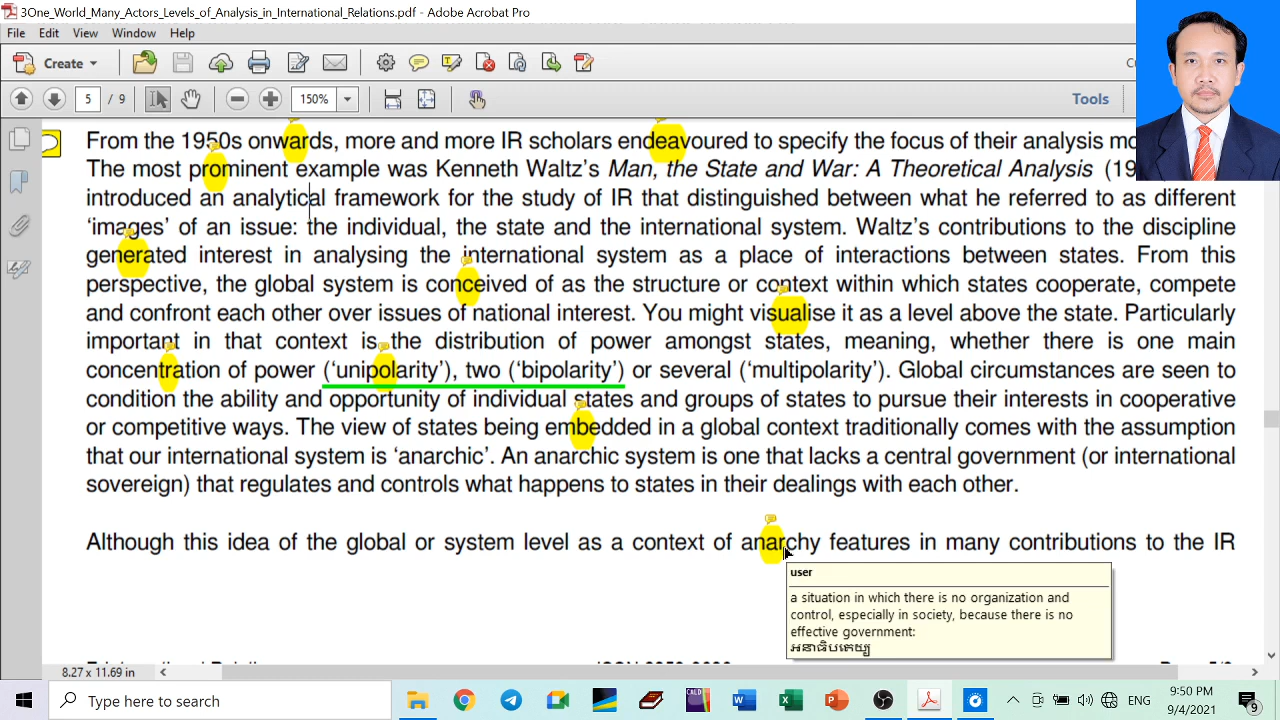 3One_World_Many_Actors_Levels_of_Analysis_in_International_Relations.pdf - Adobe Acrobat Pro
File Edit View Window Help
Create
5 / 9 150% Tools
From the 1950s onwards, more and more IR scholars endeavoured to specify the focus of their analysis
The most prominent example was Kenneth Waltz’s Man, the State and War: A Theoretical Analysis
introduced an analytical framework for the study of IR that distinguished between what he referred to as different
‘images’ of an issue: the individual, the state and the international system. Waltz’s contributions to the discipline
generated interest in analysing the international system as a place of interactions between states. From this
perspective, the global system is conceived of as the structure or context within which states cooperate, compete
and confront each other over issues of national interest. You might visualise it as a level above the state. Particularly
important in that context is the distribution of power amongst states, meaning, whether there is one main
concentration of power (‘unipolarity’), two (‘bipolarity’) or several (‘multipolarity’). Global circumstances are seen to
condition the ability and opportunity of individual states and groups of states to pursue their interests in cooperative
or competitive ways. The view of states being embedded in a global context traditionally comes with the assumption
that our international system is ‘anarchic’. An anarchic system is one that lacks a central government (or international
sovereign) that regulates and controls what happens to states in their dealings with each other.
Although this idea of the global or system level as a context of anarchy features in many contributions to the IR
user
a situation in which there is no organization and
control, especially in society, because there is no
effective government:
អនាធិបតេយ្យ
8.27 x 11.69 in
Type here to search
CALD
ENG
9:50 PM
9/4/2021
9